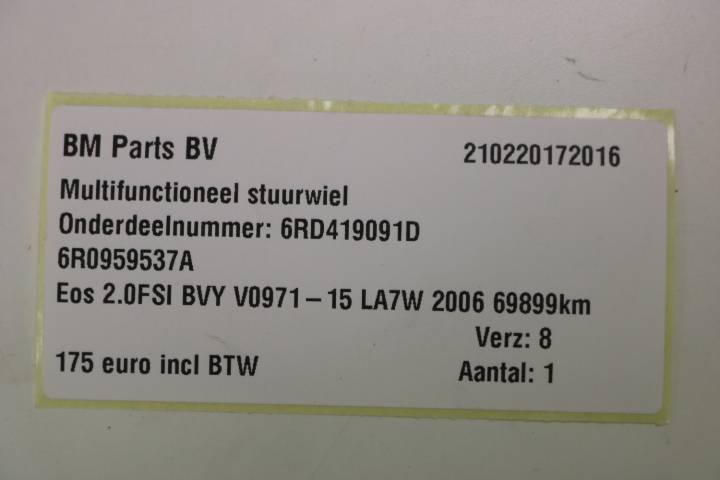 BM Parts BV 210220172016
Multifunctioneel stuurwiel
Onderdeelnummer: 6RD419091D
6R0959537A
Eos 2.0FSI BVY V0971-15 LA7W 2006 69899km
Verz: 8
175 euro incl BTW Aantal: 1